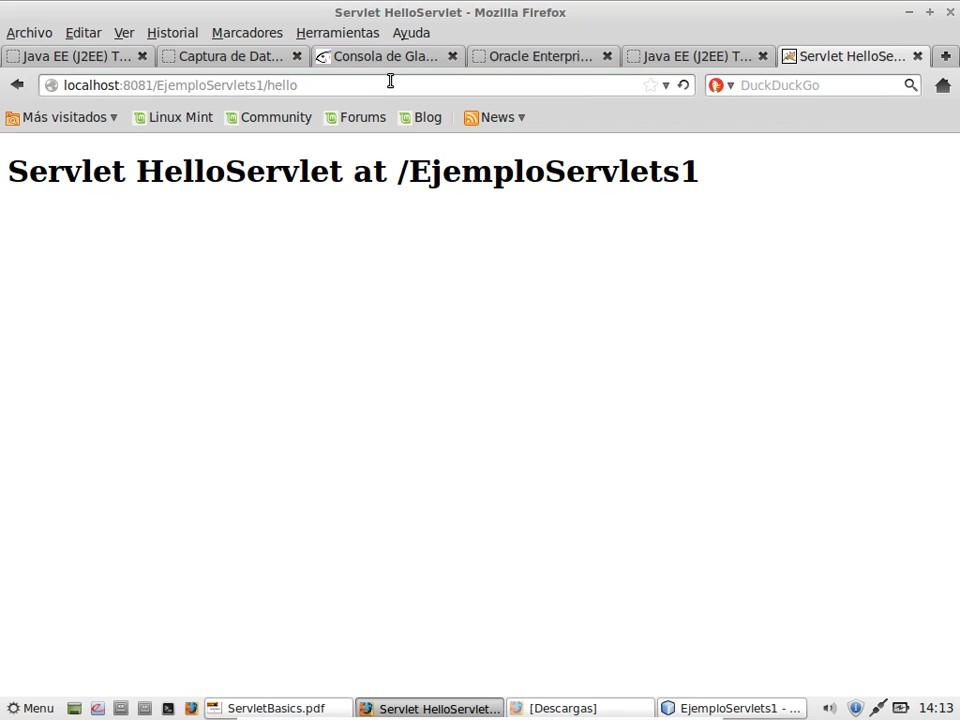 Servlet HelloServlet - Mozilla Firefox
Archivo Editar Ver Historial Marcadores Herramientas Ayuda
Java EE (J2EE) T... Captura de Dat... Consola de Gla... Oracle Enterpri... Java EE (J2EE) T... Servlet HelloSe...
localhost:8081/EjemploServlets1/hello DuckDuckGo
Más visitados Linux Mint Community Forums Blog News
Servlet HelloServlet at /EjemploServlets1
Menu ServletBasics.pdf Servlet HelloServlet... [Descargas] EjemploServlets1 - ... 14:13